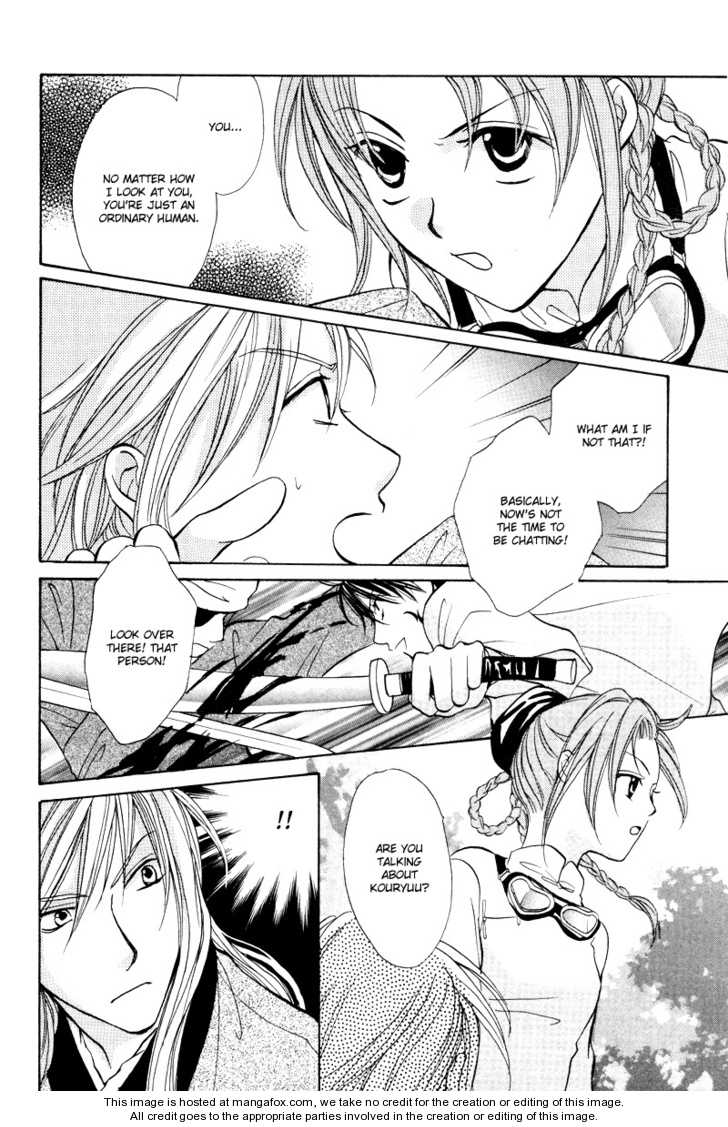 YOU...
NO MATTER HOW
I LOOK AT YOU,
YOU'RE JUST AN
ORDINARY HUMAN.
WHAT AM I IF
NOT THAT?!
BASICALLY,
NOW'S NOT
THE TIME TO
BE CHATTING!
LOOK OVER
THERE! THAT
PERSON!
ARE YOU
TALKING
ABOUT
KOURYUU?
!!
This image is hosted at mangafox.com, we take no credit for the creation or editing of this image.
All credit goes to the appropriate parties involved in the creation or editing of this image.